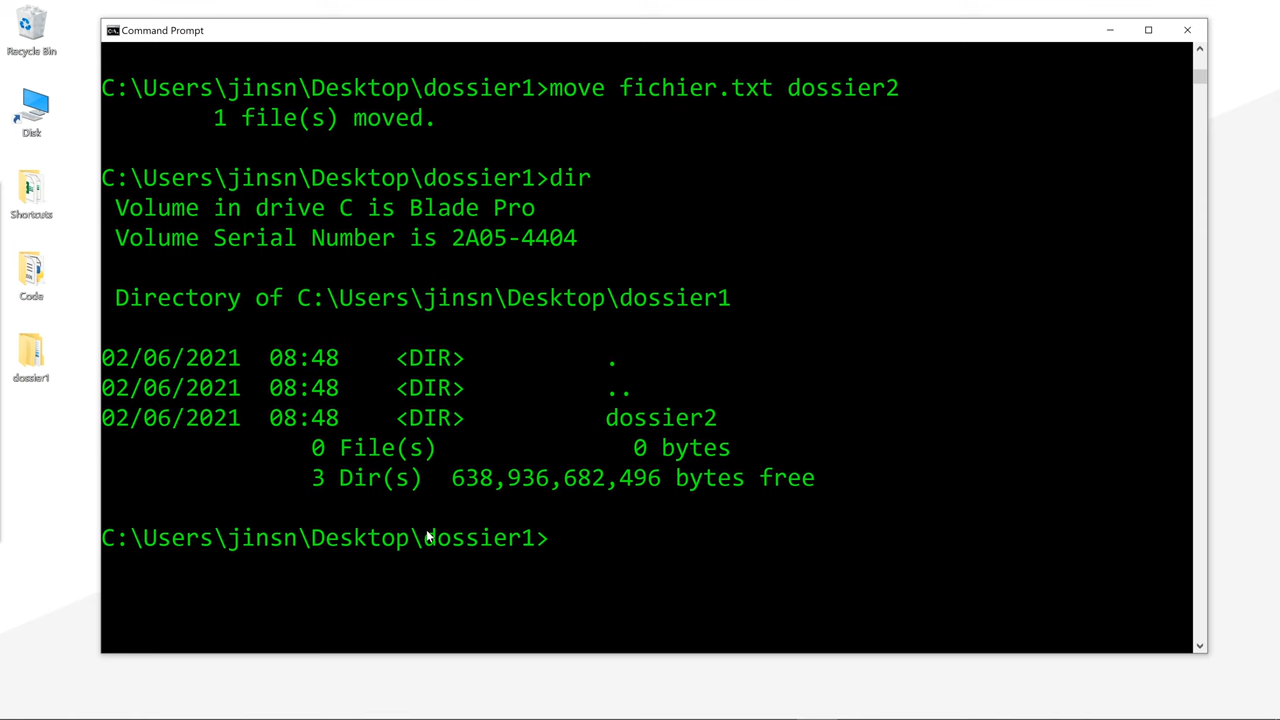 Command Prompt
Recycle Bin
Disk
Shortcuts
Code
dossier1
C:\Users\jinsn\Desktop\dossier1>move fichier.txt dossier2
1 file(s) moved.
C:\Users\jinsn\Desktop\dossier1>dir
Volume in drive C is Blade Pro
Volume Serial Number is 2A05-4404
Directory of C:\Users\jinsn\Desktop\dossier1
02/06/2021 08:48 <DIR> .
02/06/2021 08:48 <DIR> ..
02/06/2021 08:48 <DIR> dossier2
0 File(s) 0 bytes
3 Dir(s) 638,936,682,496 bytes free
C:\Users\jinsn\Desktop\dossier1>